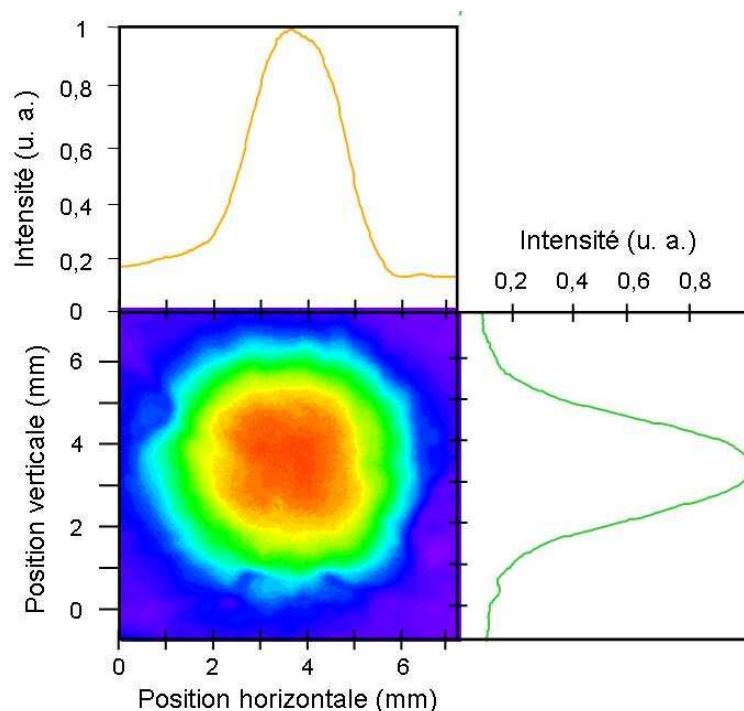 1
0,8
0,6
0,4
0,2
0
Intensité (u. a.)
Intensité (u. a.)
0,2 0,4 0,6 0,8
6
4
2
0
Position verticale (mm)
0 2 4 6
Position horizontale (mm)